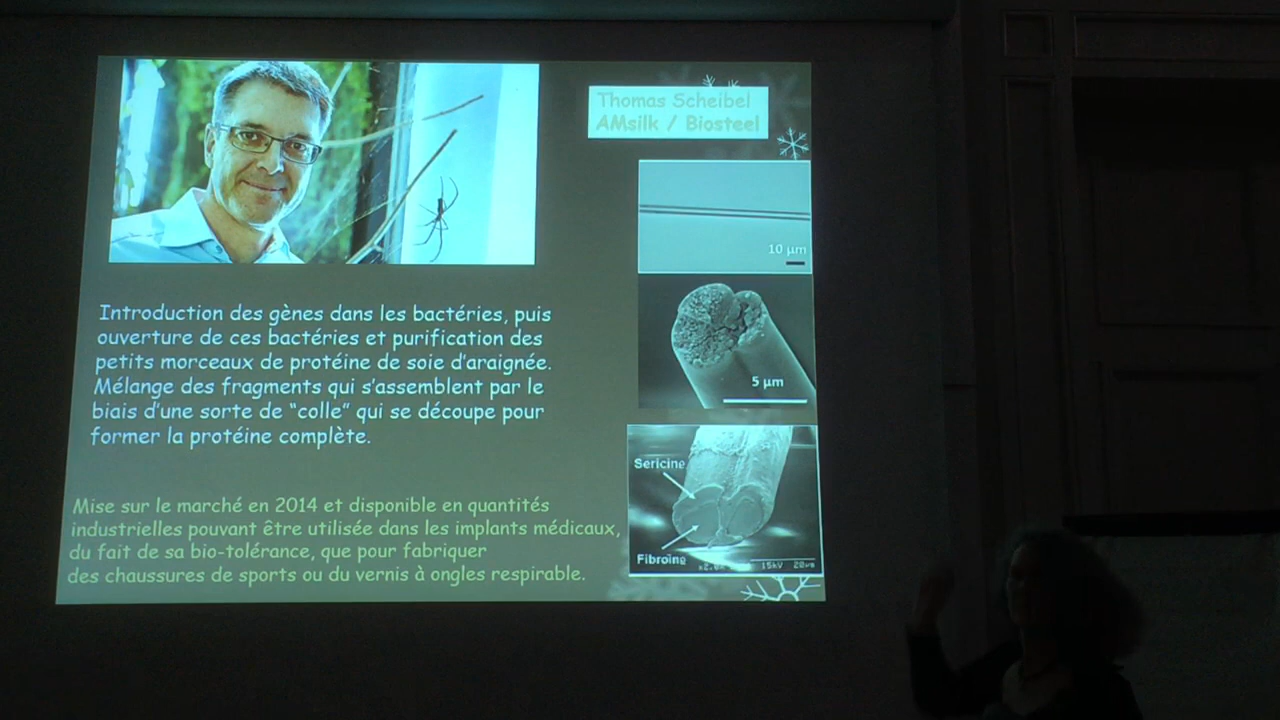 Thomas Scheibel
AMsilk / Biosteel
10 µm
5 µm
Introduction des gènes dans les bactéries, puis
ouverture de ces bactéries et purification des
petits morceaux de protéine de soie d'araignée.
Mélange des fragments qui s'assemblent par le
biais d'une sorte de “colle” qui se découpe pour
former la protéine complète.
Sericine
Fibroïne
15kV 20µm
Mise sur le marché en 2014 et disponible en quantités
industrielles pouvant être utilisée dans les implants médicaux,
du fait de sa bio-tolérance, que pour fabriquer
des chaussures de sports ou du vernis à ongles respirable.